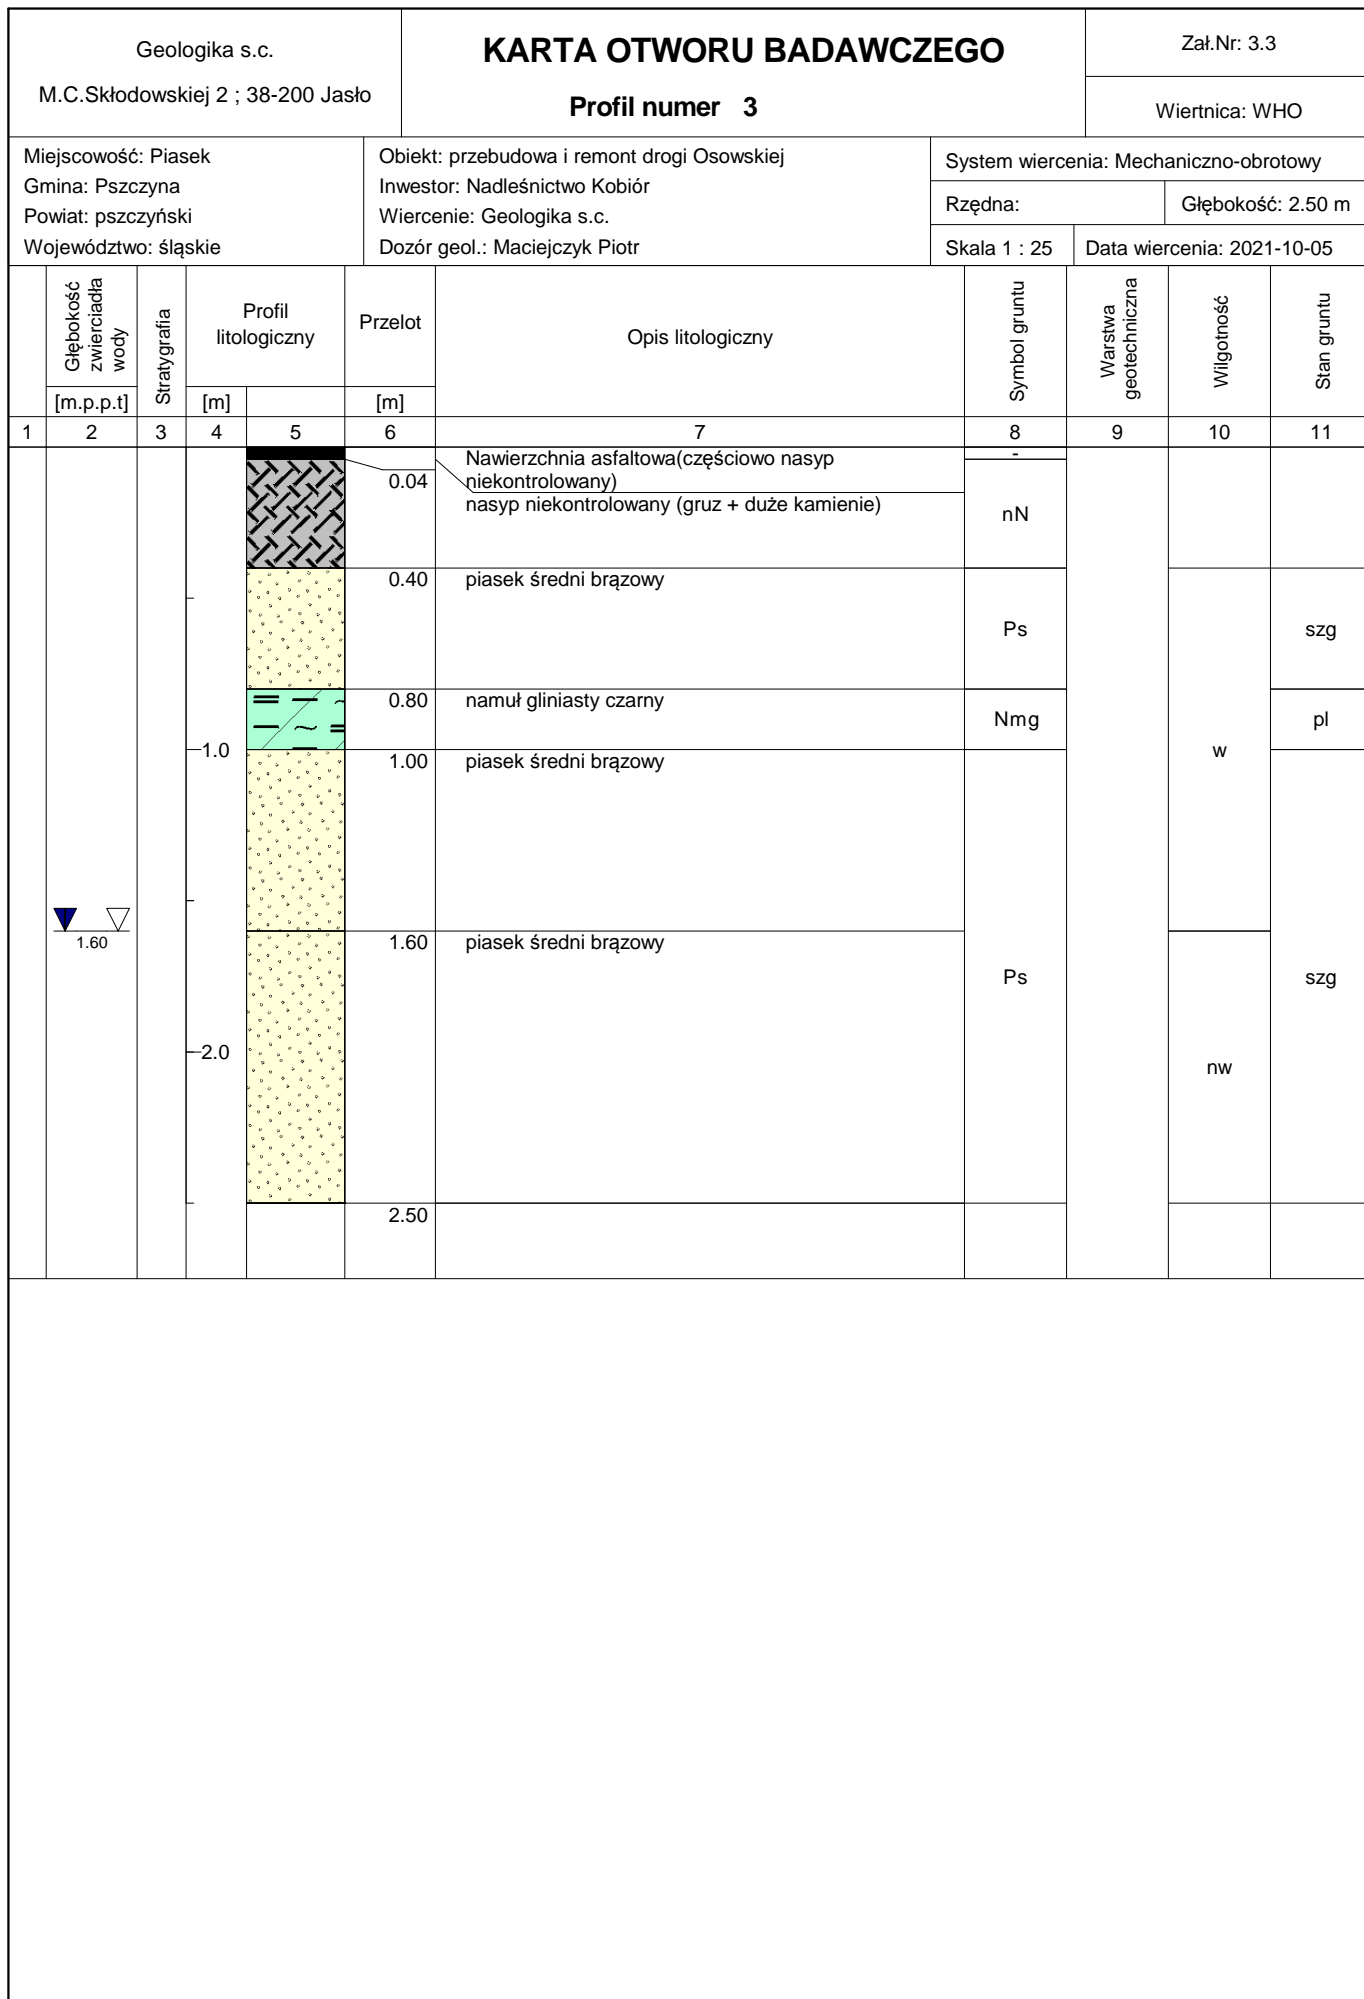 Geologika s.c.
M.C.Skłodowskiej 2 ; 38-200 Jasło
KARTA OTWORU BADAWCZEGO
Profil numer 3
Zał.Nr: 3.3
Wiertnica: WHO
Miejscowość: Piasek
Gmina: Pszczyna
Powiat: pszczyński
Województwo: śląskie
Obiekt: przebudowa i remont drogi Osowskiej
Inwestor: Nadleśnictwo Kobiór
Wiercenie: Geologika s.c.
Dozór geol.: Maciejczyk Piotr
System wiercenia: Mechaniczno-obrotowy
Rzędna:
Głębokość: 2.50 m
Skala 1 : 25
Data wiercenia: 2021-10-05
Głębokość
zwierciadła
wody
[m.p.p.t]
Stratygrafia
Profil
litologiczny
[m]
Przelot
[m]
Opis litologiczny
Symbol gruntu
Warstwa
geotechniczna
Wilgotność
Stan gruntu
1 2 3 4 5 6 7 8 9 10 11
Nawierzchnia asfaltowa(częściowo nasyp
niekontrolowany)
-
0.04
nasyp niekontrolowany (gruz + duże kamienie)
nN
0.40
piasek średni brązowy
Ps
szg
0.80
namuł gliniasty czarny
Nmg
pl
1.0
1.00
piasek średni brązowy
w
1.60
1.60
piasek średni brązowy
Ps
szg
2.0
nw
2.50